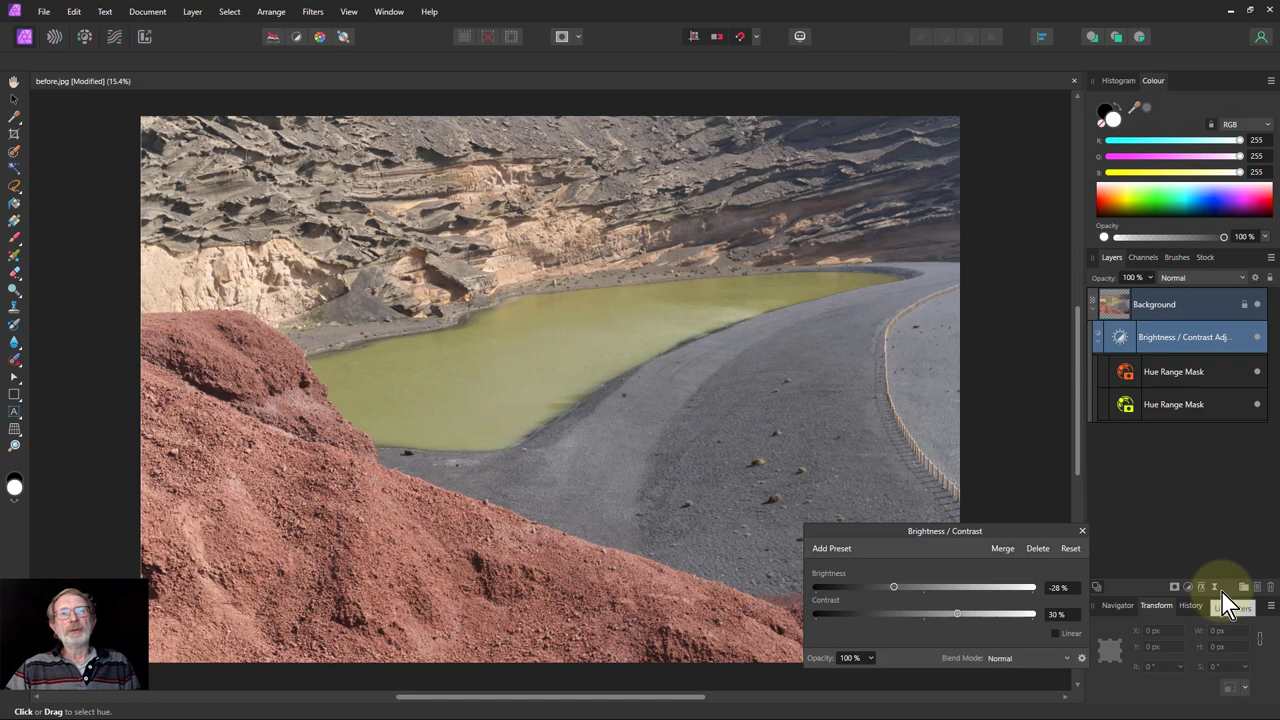 File Edit Text Document Layer Select Arrange Filters View Window Help
before.jpg [Modified] (15.4%)
Histogram Colour
RGB
R: 255
G: 255
B: 255
Opacity
100 %
Layers Channels Brushes Stock
Opacity: 100 % Normal
Background
Brightness / Contrast Adj...
Hue Range Mask
Hue Range Mask
Brightness / Contrast
Add Preset Merge Delete Reset
Brightness
-28 %
Contrast
30 %
Linear
Opacity: 100 % Blend Mode: Normal
Navigator Transform History
X: 0 px W: 0 px
Y: 0 px H: 0 px
R: 0 ° S: 0 °
Click or Drag to select hue.